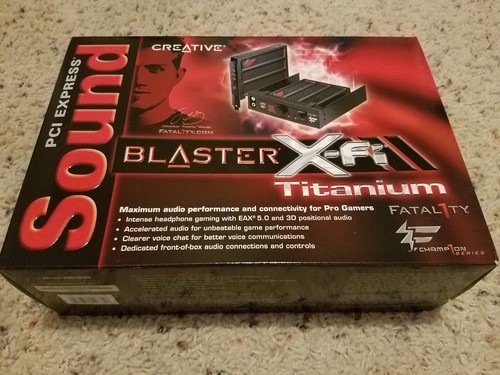 CREATIVE®
PCI EXPRESS®
Sound
BLASTER® X-Fi
Titanium
FATAL1TY.COM
Maximum audio performance and connectivity for Pro Gamers
• Intense headphone gaming with EAX® 5.0 and 3D positional audio
• Accelerated audio for unbeatable game performance
• Clearer voice chat for better voice communications
• Dedicated front-of-box audio connections and controls
FATAL1TY
CHAMP1ON
SERIES